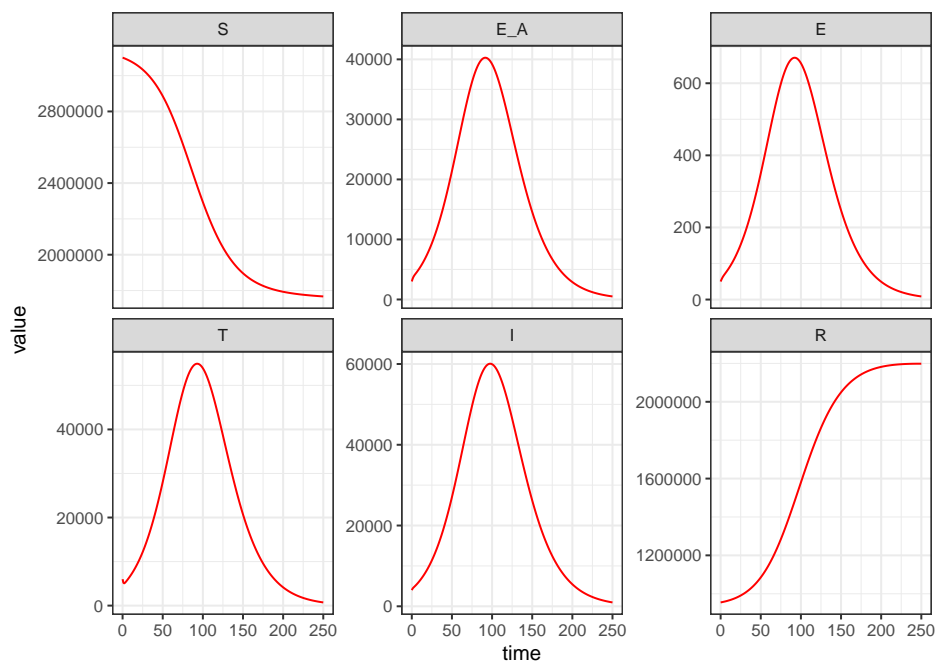 S E_A E
2800000 2400000 2000000
40000 30000 20000 10000 0
600 400 200 0
value
T I R
40000 20000 0
60000 40000 20000 0
2000000 1600000 1200000
0 50 100 150 200 250 0 50 100 150 200 250 0 50 100 150 200 250
time